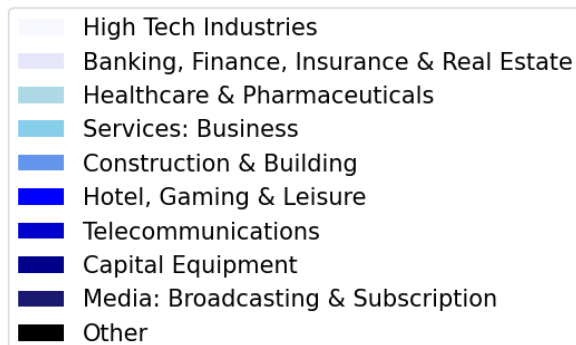 High Tech Industries
Banking, Finance, Insurance & Real Estate
Healthcare & Pharmaceuticals
Services: Business
Construction & Building
Hotel, Gaming & Leisure
Telecommunications
Capital Equipment
Media: Broadcasting & Subscription
Other